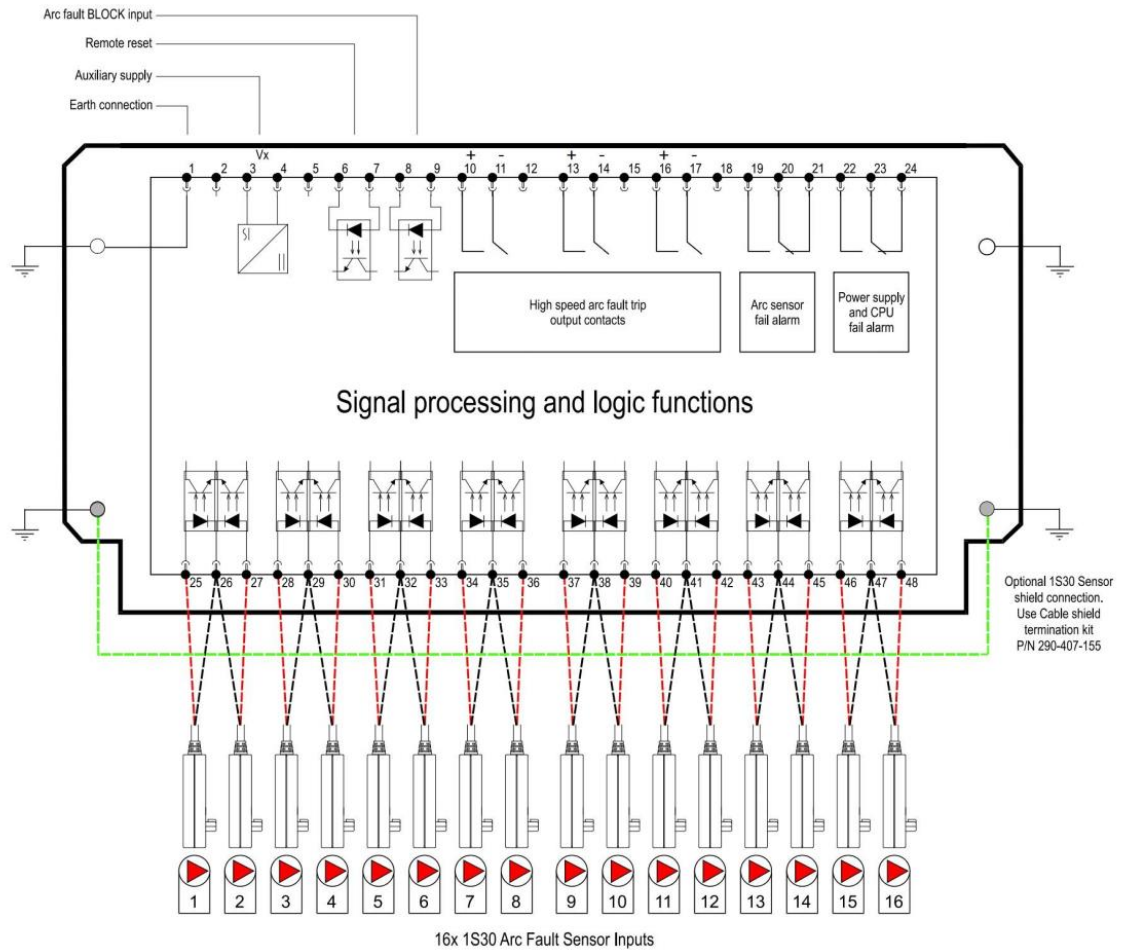 Arc fault BLOCK input
Remote reset
Auxiliary supply
Earth connection
Vx
+ - + - + -
1 2 3 4 5 6 7 8 9 10 11 12 13 14 15 16 17 18 19 20 21 22 23 24
High speed arc fault trip
output contacts
Arc sensor
fail alarm
Power supply
and CPU
fail alarm
Signal processing and logic functions
25 26 27 28 29 30 31 32 33 34 35 36 37 38 39 40 41 42 43 44 45 46 47 48
Optional 1S30 Sensor
shield connection.
Use Cable shield
termination kit
P/N 290-407-155
1 2 3 4 5 6 7 8 9 10 11 12 13 14 15 16
16x 1S30 Arc Fault Sensor Inputs